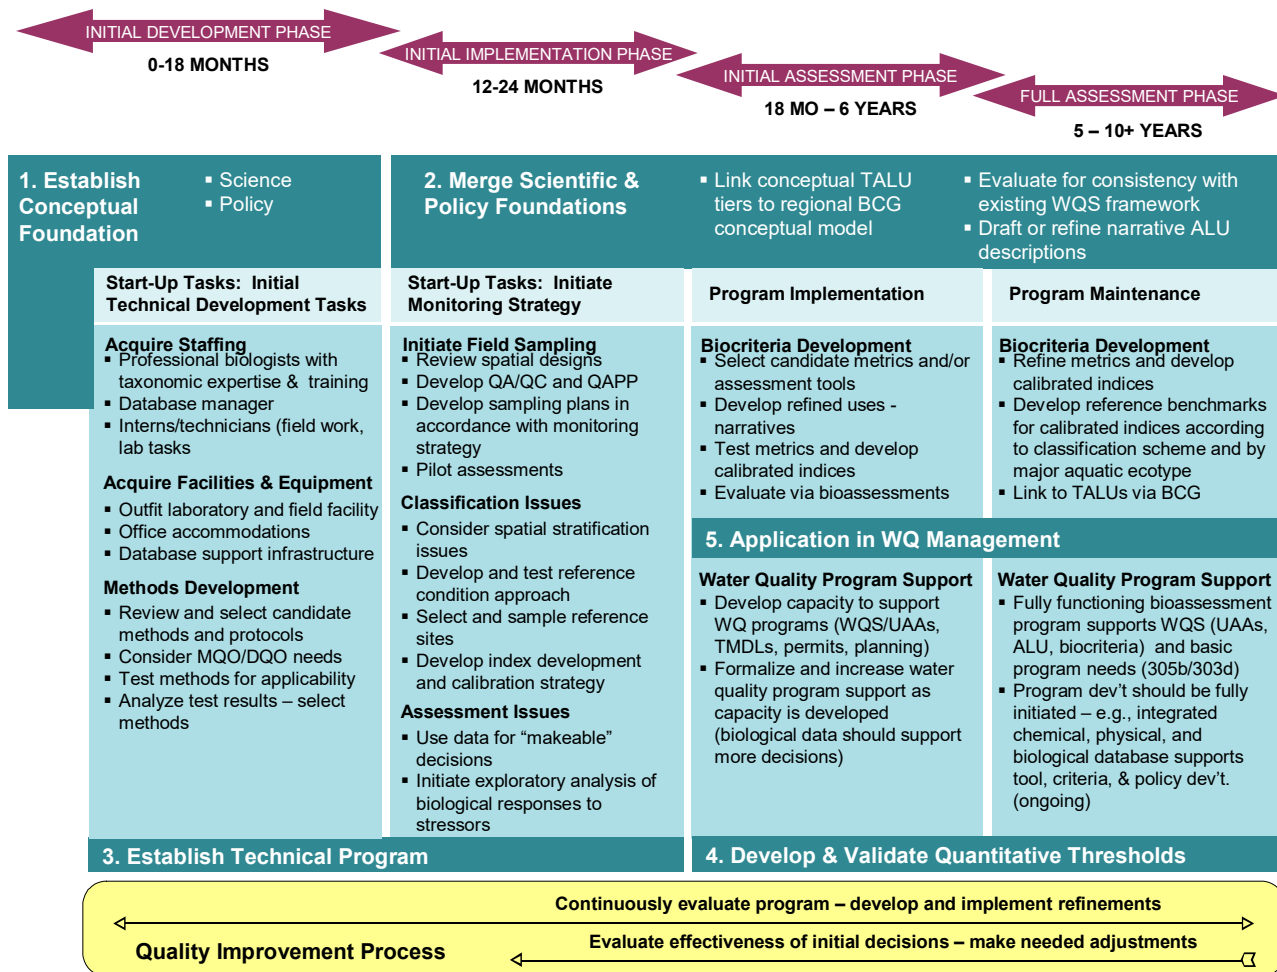 INITIAL DEVELOPMENT PHASE
0-18 MONTHS
INITIAL IMPLEMENTATION PHASE
12-24 MONTHS
INITIAL ASSESSMENT PHASE
18 MO – 6 YEARS
FULL ASSESSMENT PHASE
5 – 10+ YEARS
1. Establish
Conceptual
Foundation
▪ Science
▪ Policy
2. Merge Scientific &
Policy Foundations
▪ Link conceptual TALU
tiers to regional BCG
conceptual model
▪ Evaluate for consistency with
existing WQS framework
▪ Draft or refine narrative ALU
descriptions
Start-Up Tasks: Initial
Technical Development Tasks
Acquire Staffing
▪ Professional biologists with
taxonomic expertise & training
▪ Database manager
▪ Interns/technicians (field work,
lab tasks
Acquire Facilities & Equipment
▪ Outfit laboratory and field facility
▪ Office accommodations
▪ Database support infrastructure
Methods Development
▪ Review and select candidate
methods and protocols
▪ Consider MQO/DQO needs
▪ Test methods for applicability
▪ Analyze test results – select
methods
Start-Up Tasks: Initiate
Monitoring Strategy
Initiate Field Sampling
▪ Review spatial designs
▪ Develop QA/QC and QAPP
▪ Develop sampling plans in
accordance with monitoring
strategy
▪ Pilot assessments
Classification Issues
▪ Consider spatial stratification
issues
▪ Develop and test reference
condition approach
▪ Select and sample reference
sites
▪ Develop index development
and calibration strategy
Assessment Issues
▪ Use data for “makeable”
decisions
▪ Initiate exploratory analysis of
biological responses to
stressors
3. Establish Technical Program
Program Implementation
Biocriteria Development
▪ Select candidate metrics and/or
assessment tools
▪ Develop refined uses -
narratives
▪ Test metrics and develop
calibrated indices
▪ Evaluate via bioassessments
Program Maintenance
Biocriteria Development
▪ Refine metrics and develop
calibrated indices
▪ Develop reference benchmarks
for calibrated indices according
to classification scheme and by
major aquatic ecotype
▪ Link to TALUs via BCG
5. Application in WQ Management
Water Quality Program Support
▪ Develop capacity to support
WQ programs (WQS/UAAs,
TMDLs, permits, planning)
▪ Formalize and increase water
quality program support as
capacity is developed
(biological data should support
more decisions)
Water Quality Program Support
▪ Fully functioning bioassessment
program supports WQS (UAAs,
ALU, biocriteria) and basic
program needs (305b/303d)
▪ Program dev’t should be fully
initiated – e.g., integrated
chemical, physical, and
biological database supports
tool, criteria, & policy dev’t.
(ongoing)
4. Develop & Validate Quantitative Thresholds
Continuously evaluate program – develop and implement refinements
Quality Improvement Process
Evaluate effectiveness of initial decisions – make needed adjustments